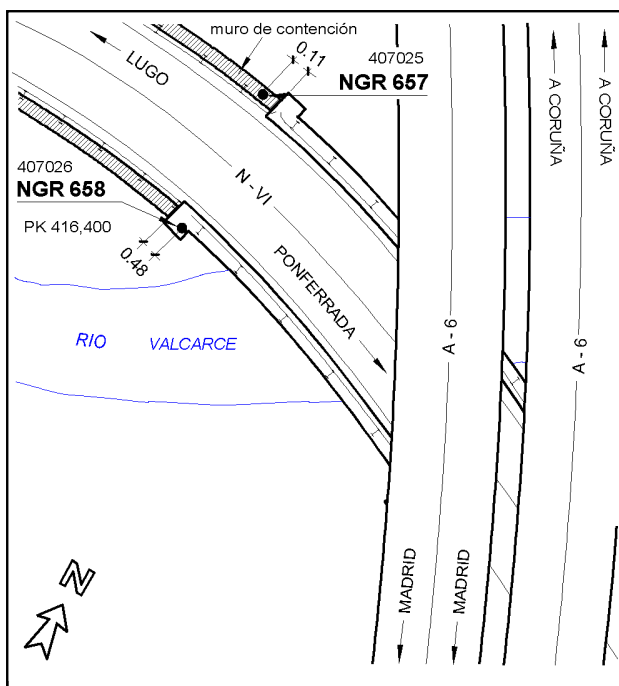 muro de contención
0.11
407025
NGR 657
LUGO
A CORUÑA
A CORUÑA
407026
NGR 658
PK 416,400
0.48
N - VI
PONFERRADA
RIO VALCARCE
A - 6
A - 6
MADRID
MADRID
N